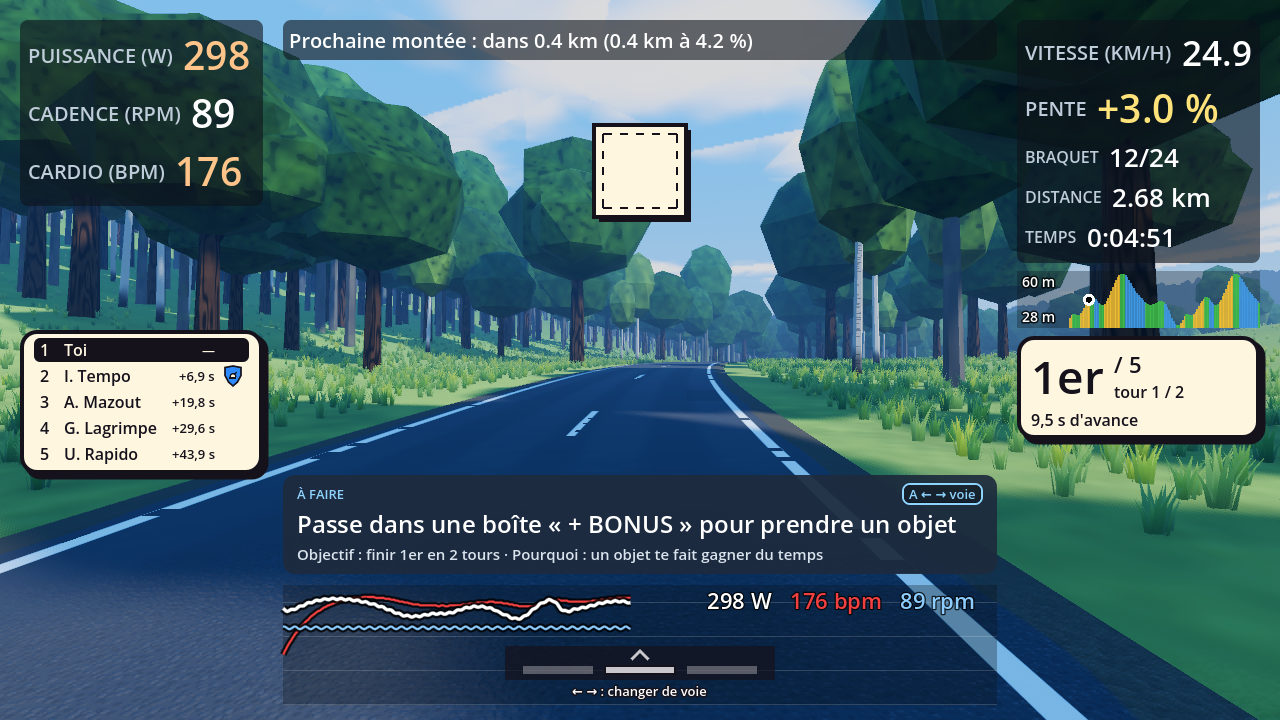 PUISSANCE (W) 298
CADENCE (RPM) 89
CARDIO (BPM) 176
Prochaine montée : dans 0.4 km (0.4 km à 4.2 %)
VITESSE (KM/H) 24.9
PENTE +3.0 %
BRAQUET 12/24
DISTANCE 2.68 km
TEMPS 0:04:51
60 m
28 m
1 Toi —
2 I. Tempo +6,9 s
3 A. Mazout +19,8 s
4 G. Lagrimpe +29,6 s
5 U. Rapido +43,9 s
1er / 5
tour 1 / 2
9,5 s d'avance
À FAIRE
A ← → voie
Passe dans une boîte « + BONUS » pour prendre un objet
Objectif : finir 1er en 2 tours · Pourquoi : un objet te fait gagner du temps
298 W 176 bpm 89 rpm
← → : changer de voie